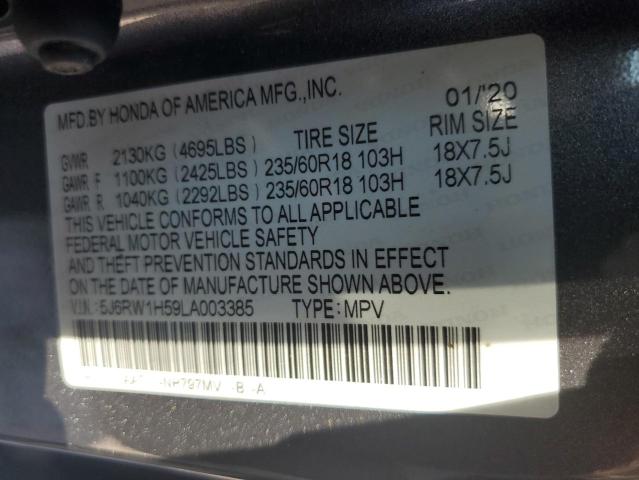 MFD.BY HONDA OF AMERICA MFG.,INC. 01/'20
TIRE SIZE RIM SIZE
GVWR 2130KG (4695LBS)
GAWR F 1100KG (2425LBS) 235/60R18 103H 18X7.5J
GAWR R 1040KG (2292LBS) 235/60R18 103H 18X7.5J
THIS VEHICLE CONFORMS TO ALL APPLICABLE
FEDERAL MOTOR VEHICLE SAFETY
AND THEFT PREVENTION STANDARDS IN EFFECT
ON THE DATE OF MANUFACTURE SHOWN ABOVE.
V.I.N.: 5J6RW1H59LA003385 TYPE:MPV
NH797MV -B -A